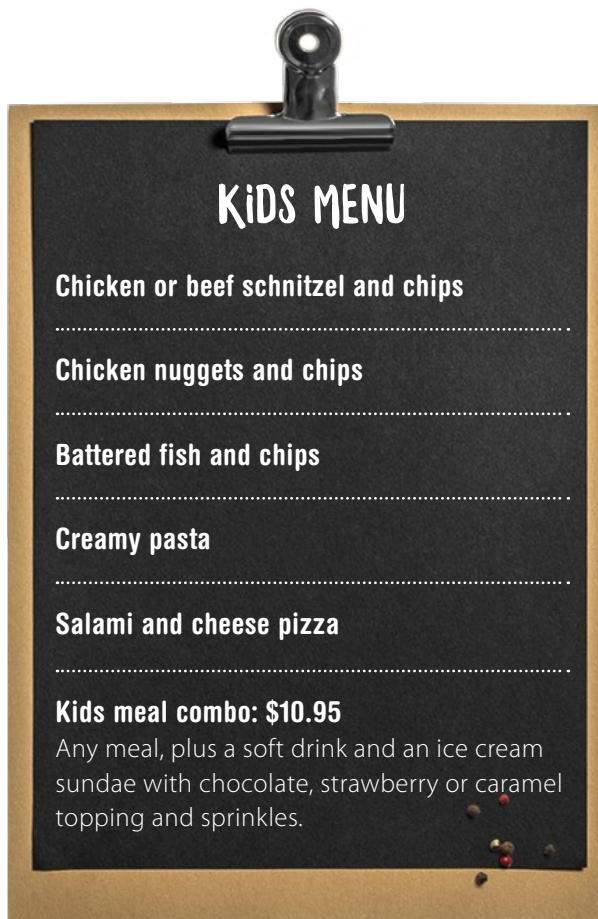 KiDS MENU
Chicken or beef schnitzel and chips
Chicken nuggets and chips
Battered fish and chips
Creamy pasta
Salami and cheese pizza
Kids meal combo: $10.95
Any meal, plus a soft drink and an ice cream
sundae with chocolate, strawberry or caramel
topping and sprinkles.